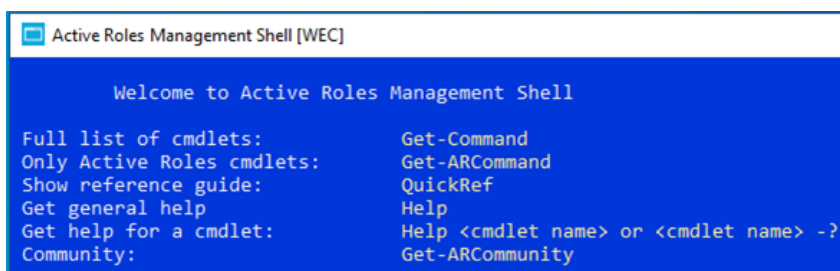 Active Roles Management Shell [WEC]
Welcome to Active Roles Management Shell
Full list of cmdlets: Get-Command
Only Active Roles cmdlets: Get-ARCommand
Show reference guide: QuickRef
Get general help Help
Get help for a cmdlet: Help <cmdlet name> or <cmdlet name> -?
Community: Get-ARCommunity